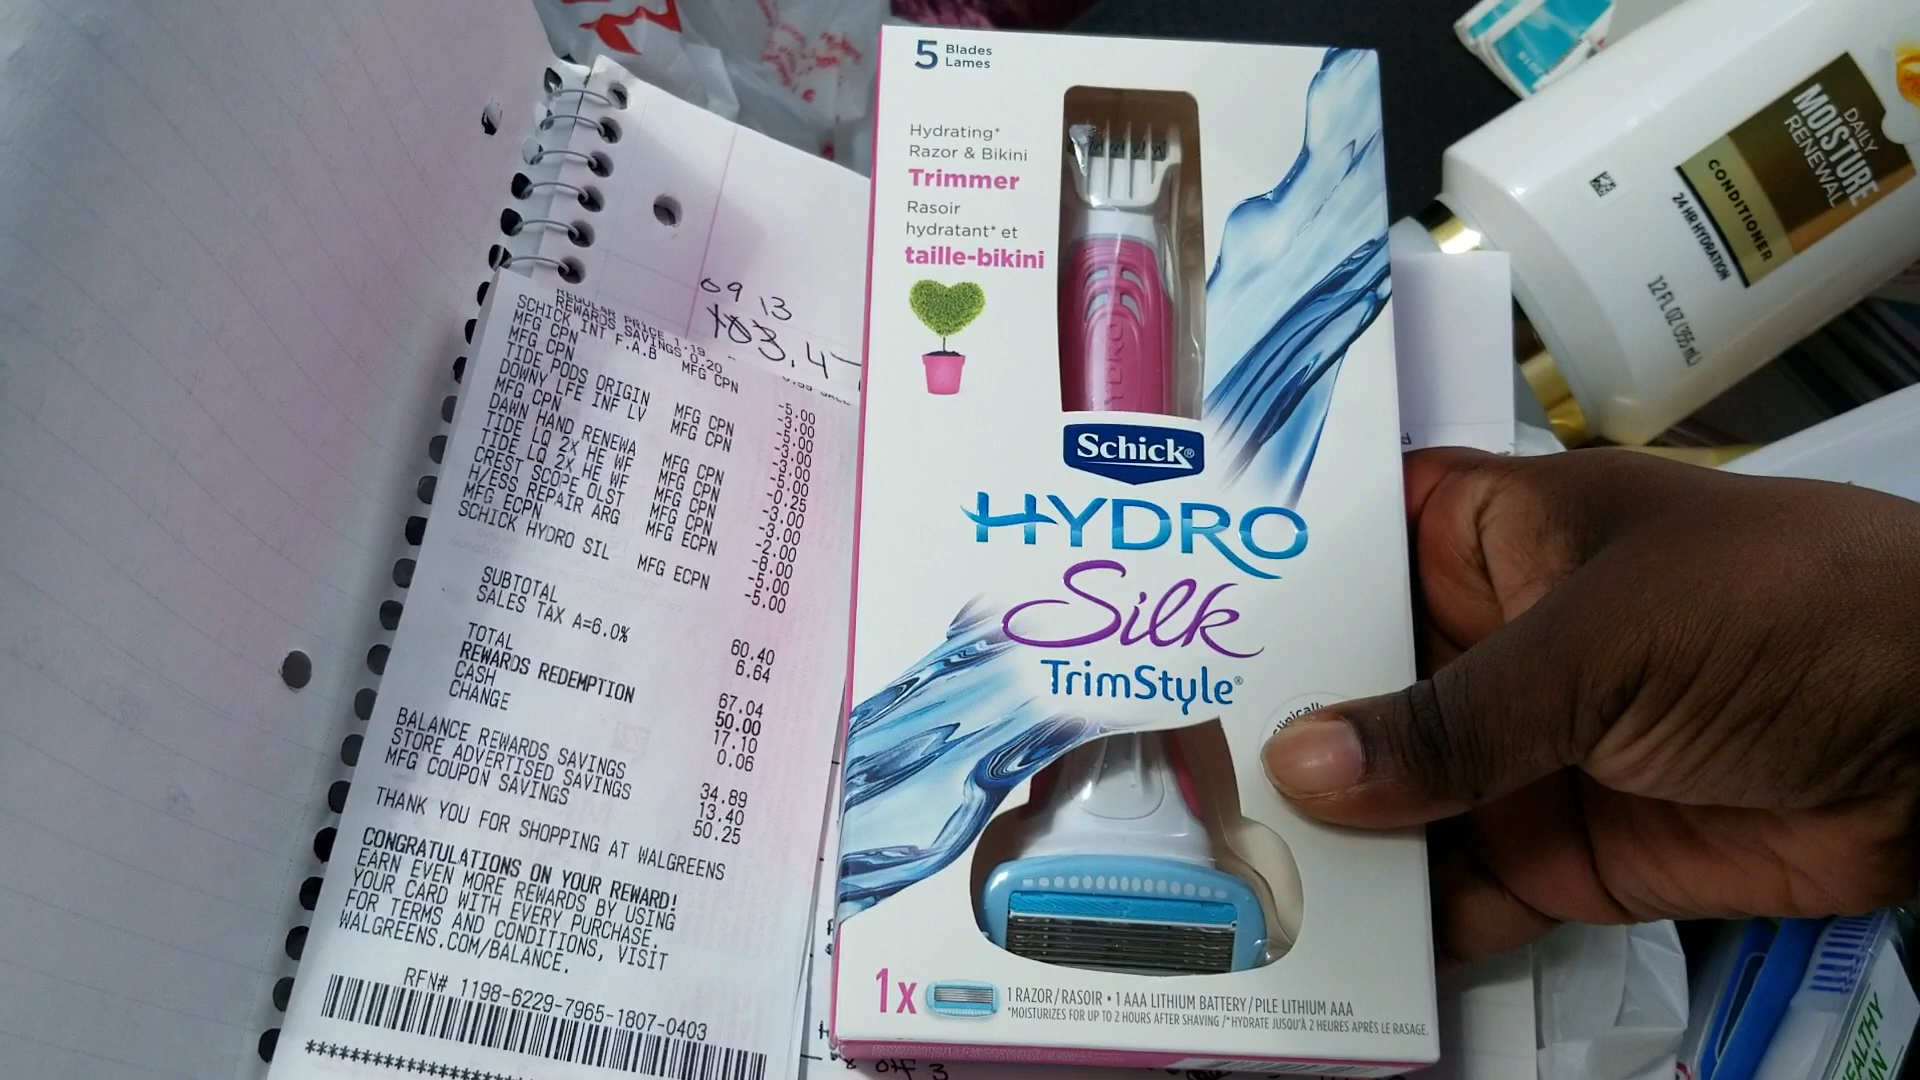 09 13
REGULAR PRICE 1.19
REWARDS SAVINGS 0.20
SCHICK INT F.A.B MFG CPN -5.00
MFG CPN
MFG CPN
TIDE PODS ORIGIN MFG CPN
DOWNY LFE INF LV MFG CPN
MFG CPN
DAWN HAND RENEWA MFG CPN 0.25
TIDE LQ 2X HE WF MFG CPN 3.00
TIDE LQ 2X HE WF MFG CPN 3.00
CREST SCOPE OLST MFG CPN 2.00
H/ESS REPAIR ARG MFG ECPN 8.00
MFG ECPN -5.00
SCHICK HYDRO SIL MFG ECPN -5.00
SUBTOTAL 60.40
SALES TAX A=6.0% 6.64
TOTAL 67.04
REWARDS REDEMPTION 50.00
CASH 17.10
CHANGE 0.06
BALANCE REWARDS SAVINGS 34.89
STORE ADVERTISED SAVINGS 13.40
MFG COUPON SAVINGS 50.25
THANK YOU FOR SHOPPING AT WALGREENS
CONGRATULATIONS ON YOUR REWARD!
EARN EVEN MORE REWARDS BY USING
YOUR CARD WITH EVERY PURCHASE.
FOR TERMS AND CONDITIONS, VISIT
WALGREENS.COM/BALANCE.
RFN# 1198-6229-7965-1807-0403
5 Blades
Lames
Hydrating*
Razor & Bikini
Trimmer
Rasoir
hydratant* et
taille-bikini
HYDRO
Schick®
HYDRO
Silk
TrimStyle®
1x 1 RAZOR/RASOIR • 1 AAA LITHIUM BATTERY/PILE LITHIUM AAA
*MOISTURIZES FOR UP TO 2 HOURS AFTER SHAVING /*HYDRATE JUSQU'À 2 HEURES APRÈS LE RASAGE.
DAILY
MOISTURE
RENEWAL
CONDITIONER
24 HR HYDRATION
12 FL OZ (355 mL)